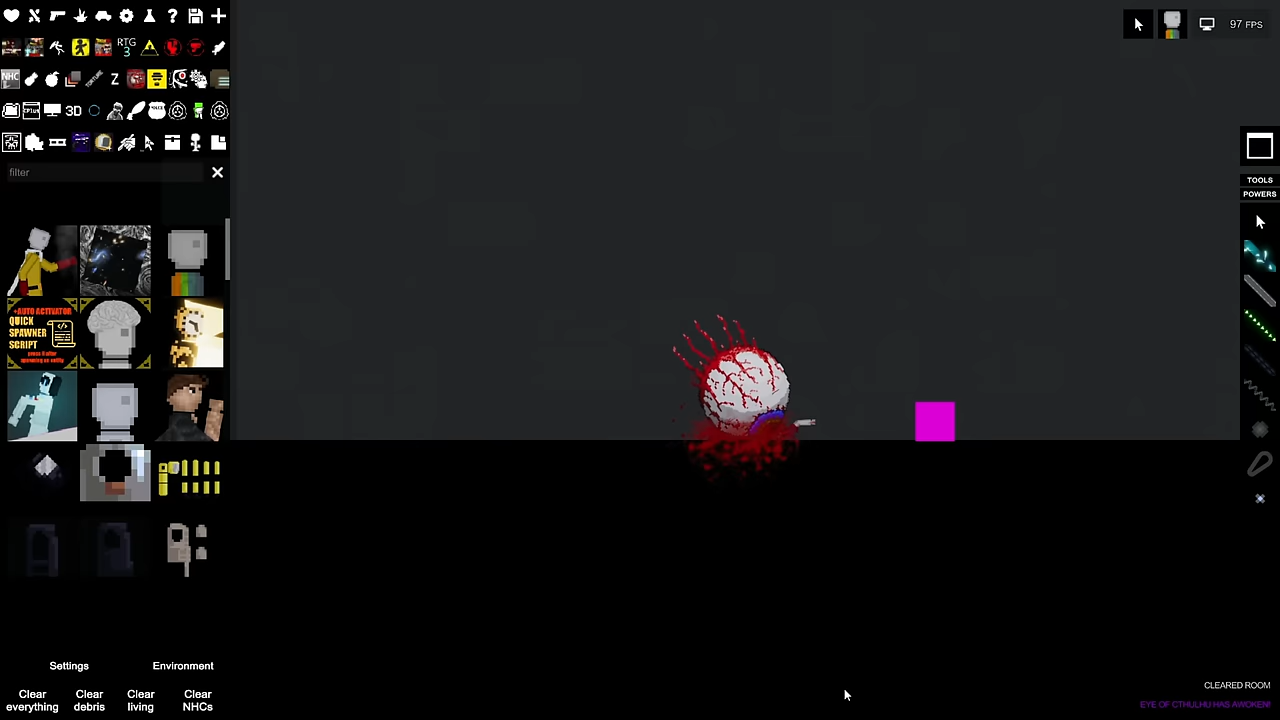 97 FPS
RTG
3
NHC
Z
3D
filter
TOOLS
POWERS
+AUTO ACTIVATOR
QUICK
SPAWNER
SCRIPT
Settings
Environment
Clear
everything
Clear
debris
Clear
living
Clear
NHCs
CLEARED ROOM
EYE OF CTHULHU HAS AWOKEN!